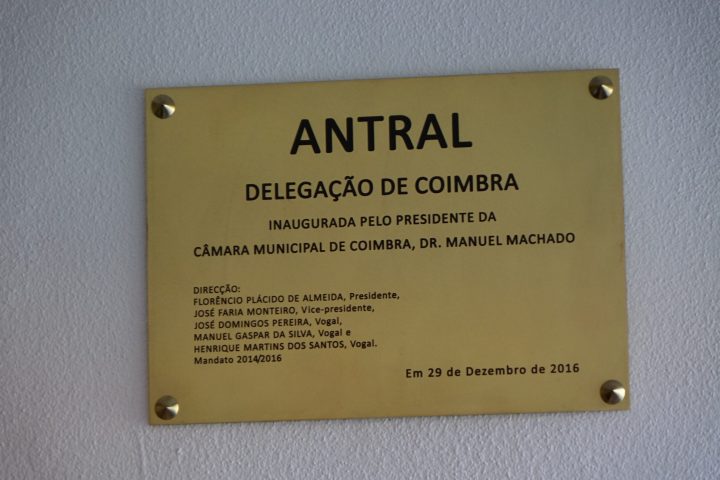 ANTRAL
DELEGAÇÃO DE COIMBRA
INAUGURADA PELO PRESIDENTE DA
CÂMARA MUNICIPAL DE COIMBRA, DR. MANUEL MACHADO
DIRECÇÃO:
FLORÊNCIO PLÁCIDO DE ALMEIDA, Presidente,
JOSÉ FARIA MONTEIRO, Vice-presidente,
JOSÉ DOMINGOS PEREIRA, Vogal,
MANUEL GASPAR DA SILVA, Vogal e
HENRIQUE MARTINS DOS SANTOS, Vogal.
Mandato 2014/2016
Em 29 de Dezembro de 2016